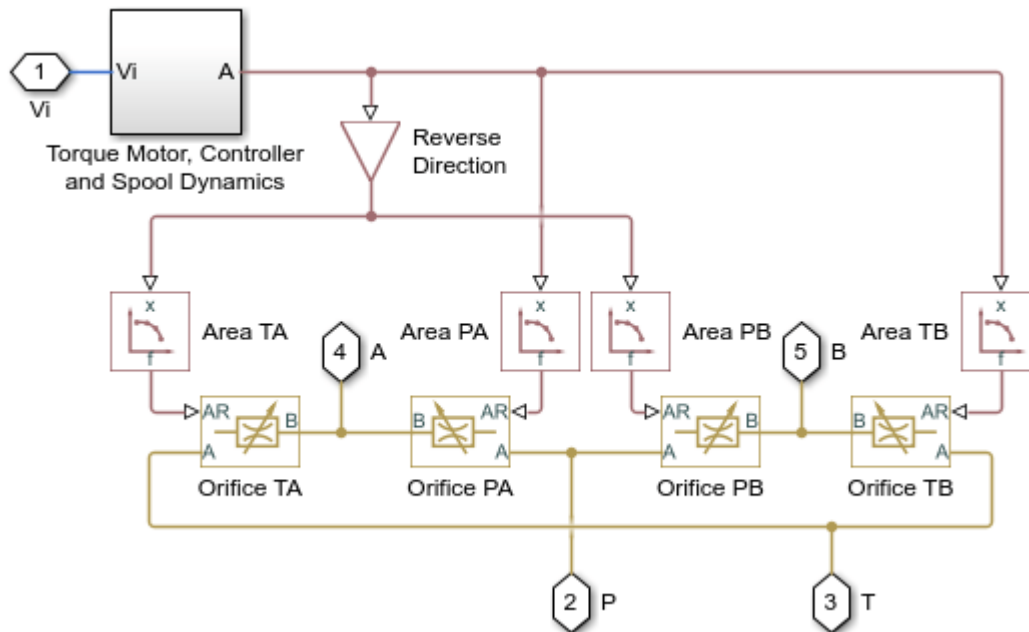 1
Vi
Vi
A
Torque Motor, Controller
and Spool Dynamics
Reverse
Direction
x
f
Area TA
4
A
Area PA
x
f
x
f
Area PB
5
B
Area TB
x
f
AR
A
B
Orifice TA
B
AR
A
Orifice PA
AR
A
B
Orifice PB
B
AR
A
Orifice TB
2
P
3
T